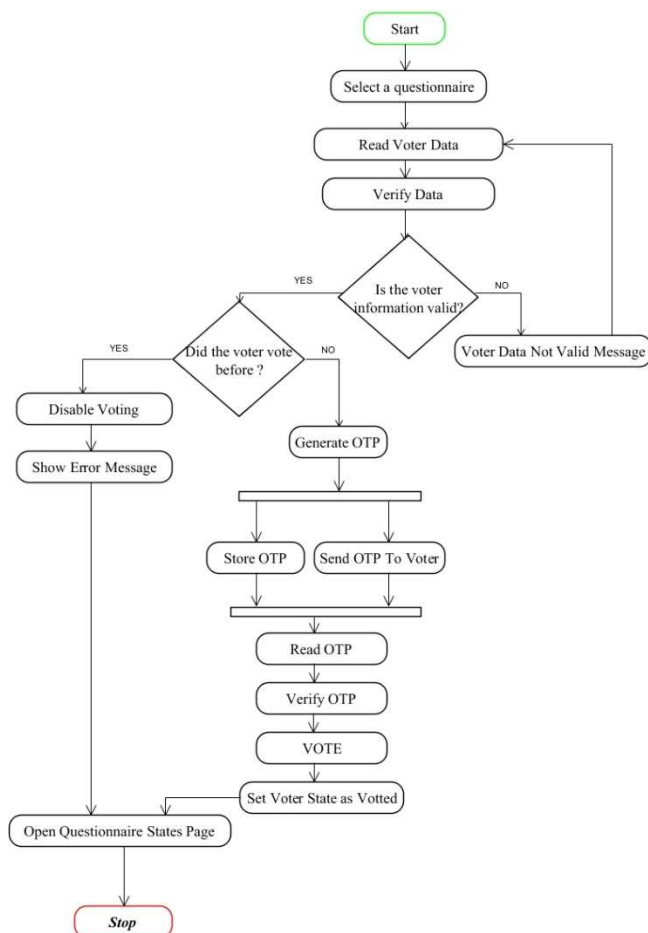 Start
Select a questionnaire
Read Voter Data
Verify Data
Is the voter
information valid?
YES
NO
Voter Data Not Valid Message
Did the voter vote
before ?
YES
NO
Disable Voting
Show Error Message
Generate OTP
Store OTP
Send OTP To Voter
Read OTP
Verify OTP
VOTE
Set Voter State as Votted
Open Questionnaire States Page
Stop